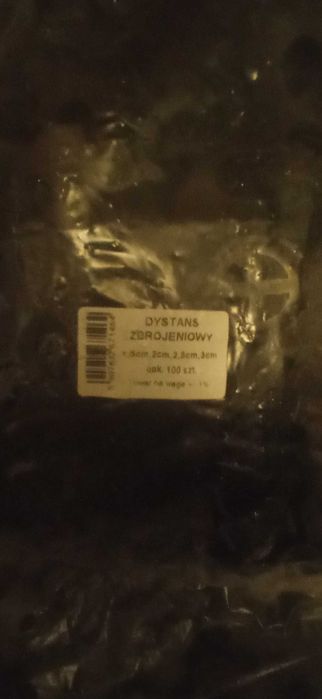 DYSTANS
ZBROJENIOWY
1,5cm, 2cm, 2,5cm, 3cm
opk. 100 szt.
towar na wagę